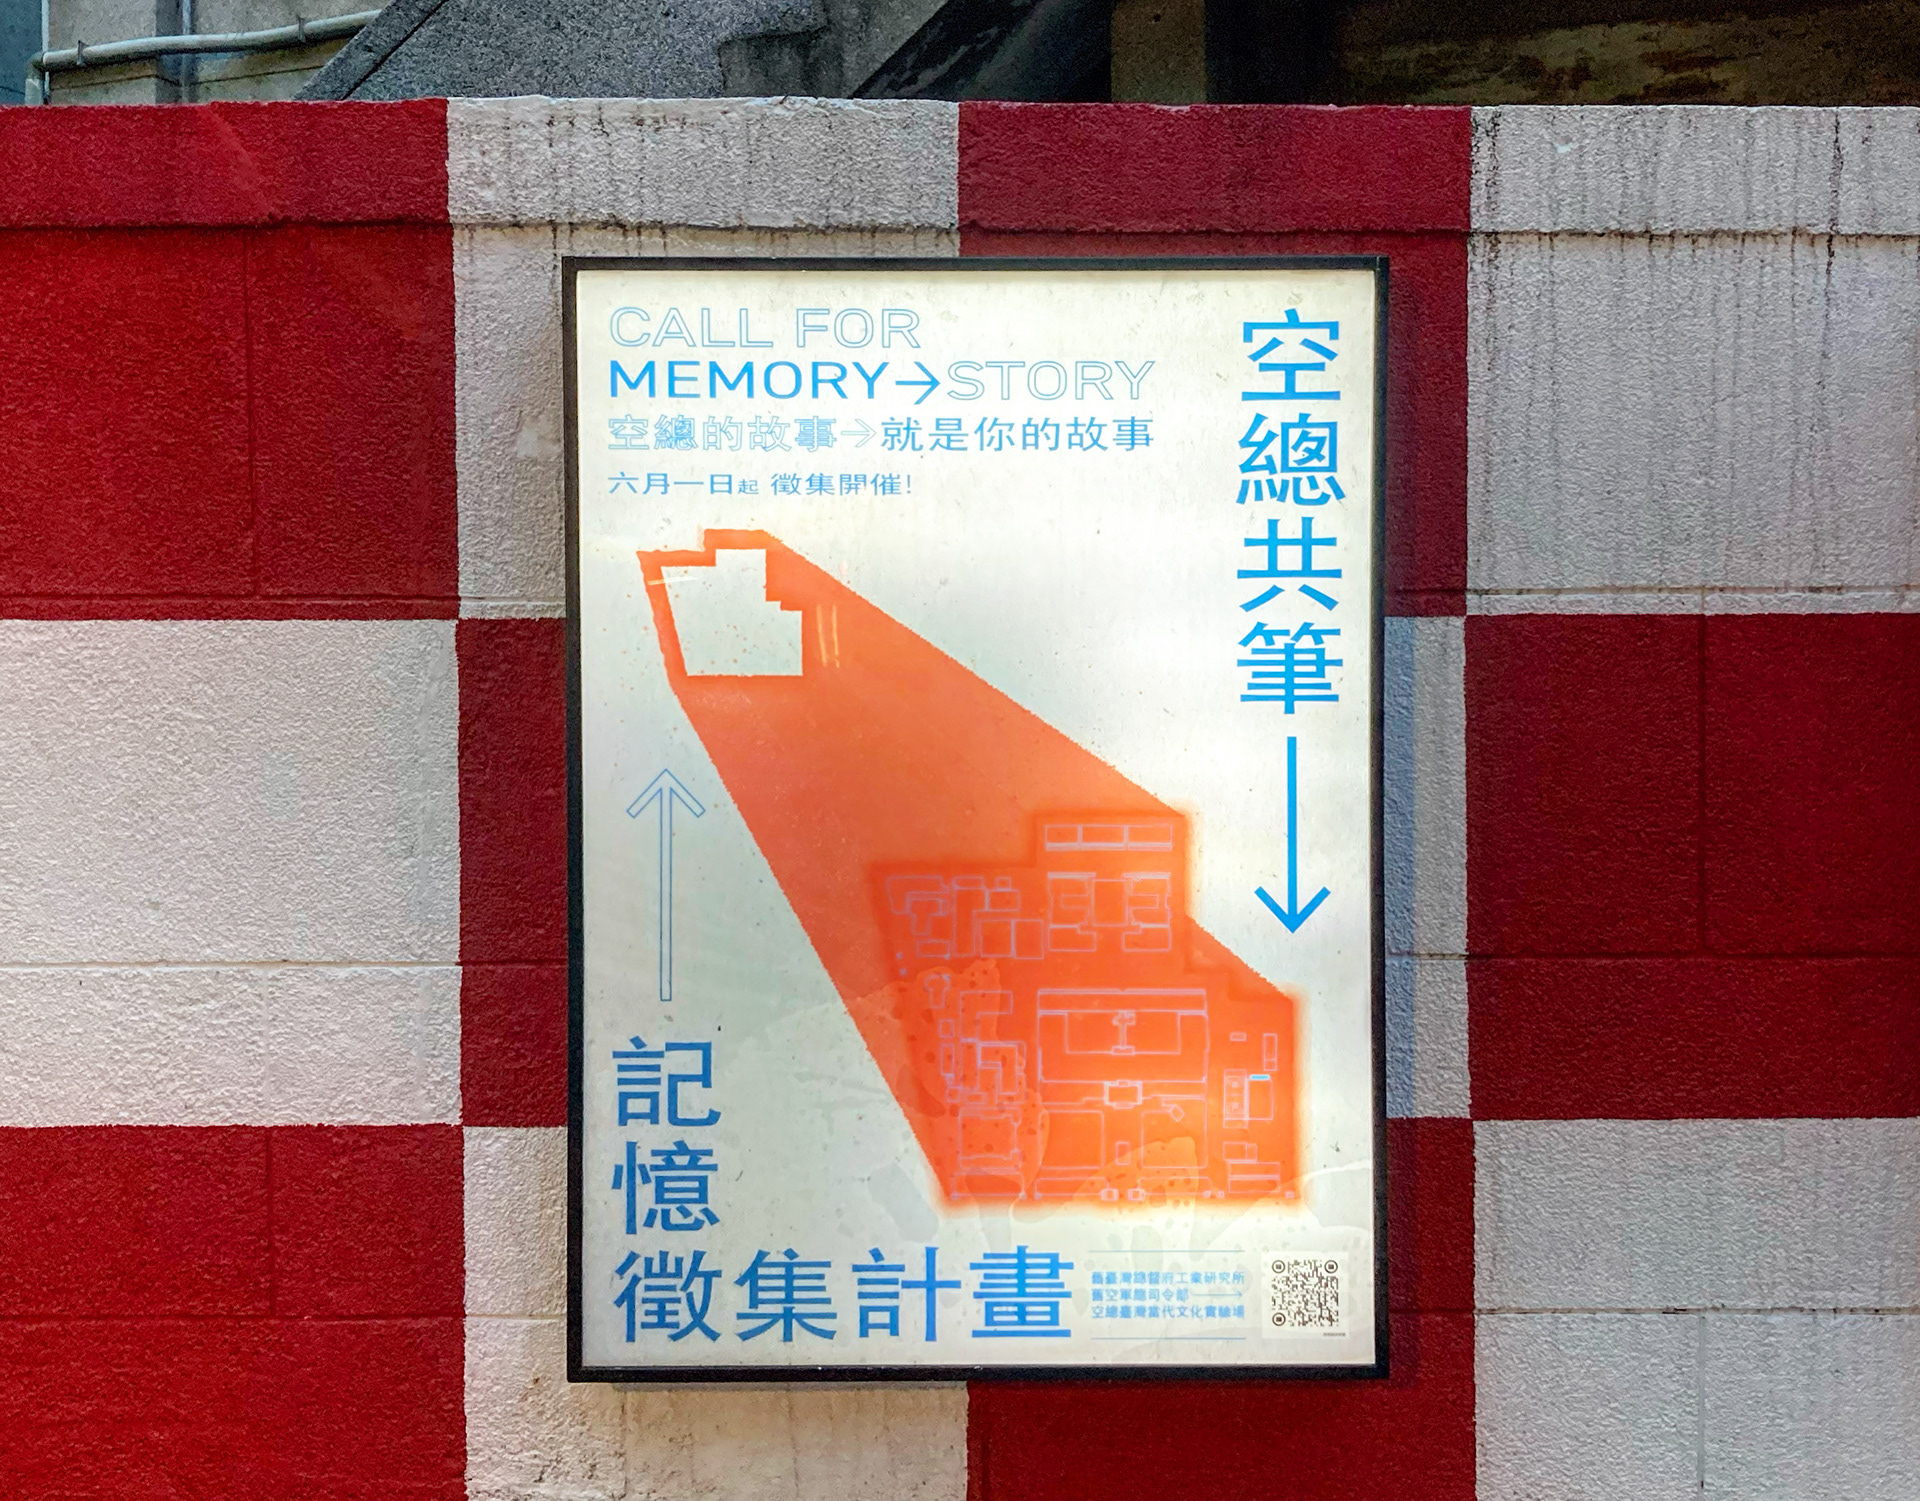 CALL FOR
MEMORY→STORY
空總的故事→就是你的故事
六月一日起 徵集開催!
空總共筆
記憶
徵集計畫
舊臺灣總督府工業研究所
舊空軍總司令部
空總臺灣當代文化實驗場